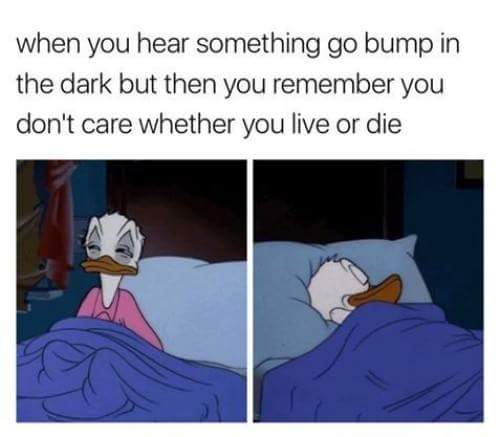 when you hear something go bump in
the dark but then you remember you
don't care whether you live or die